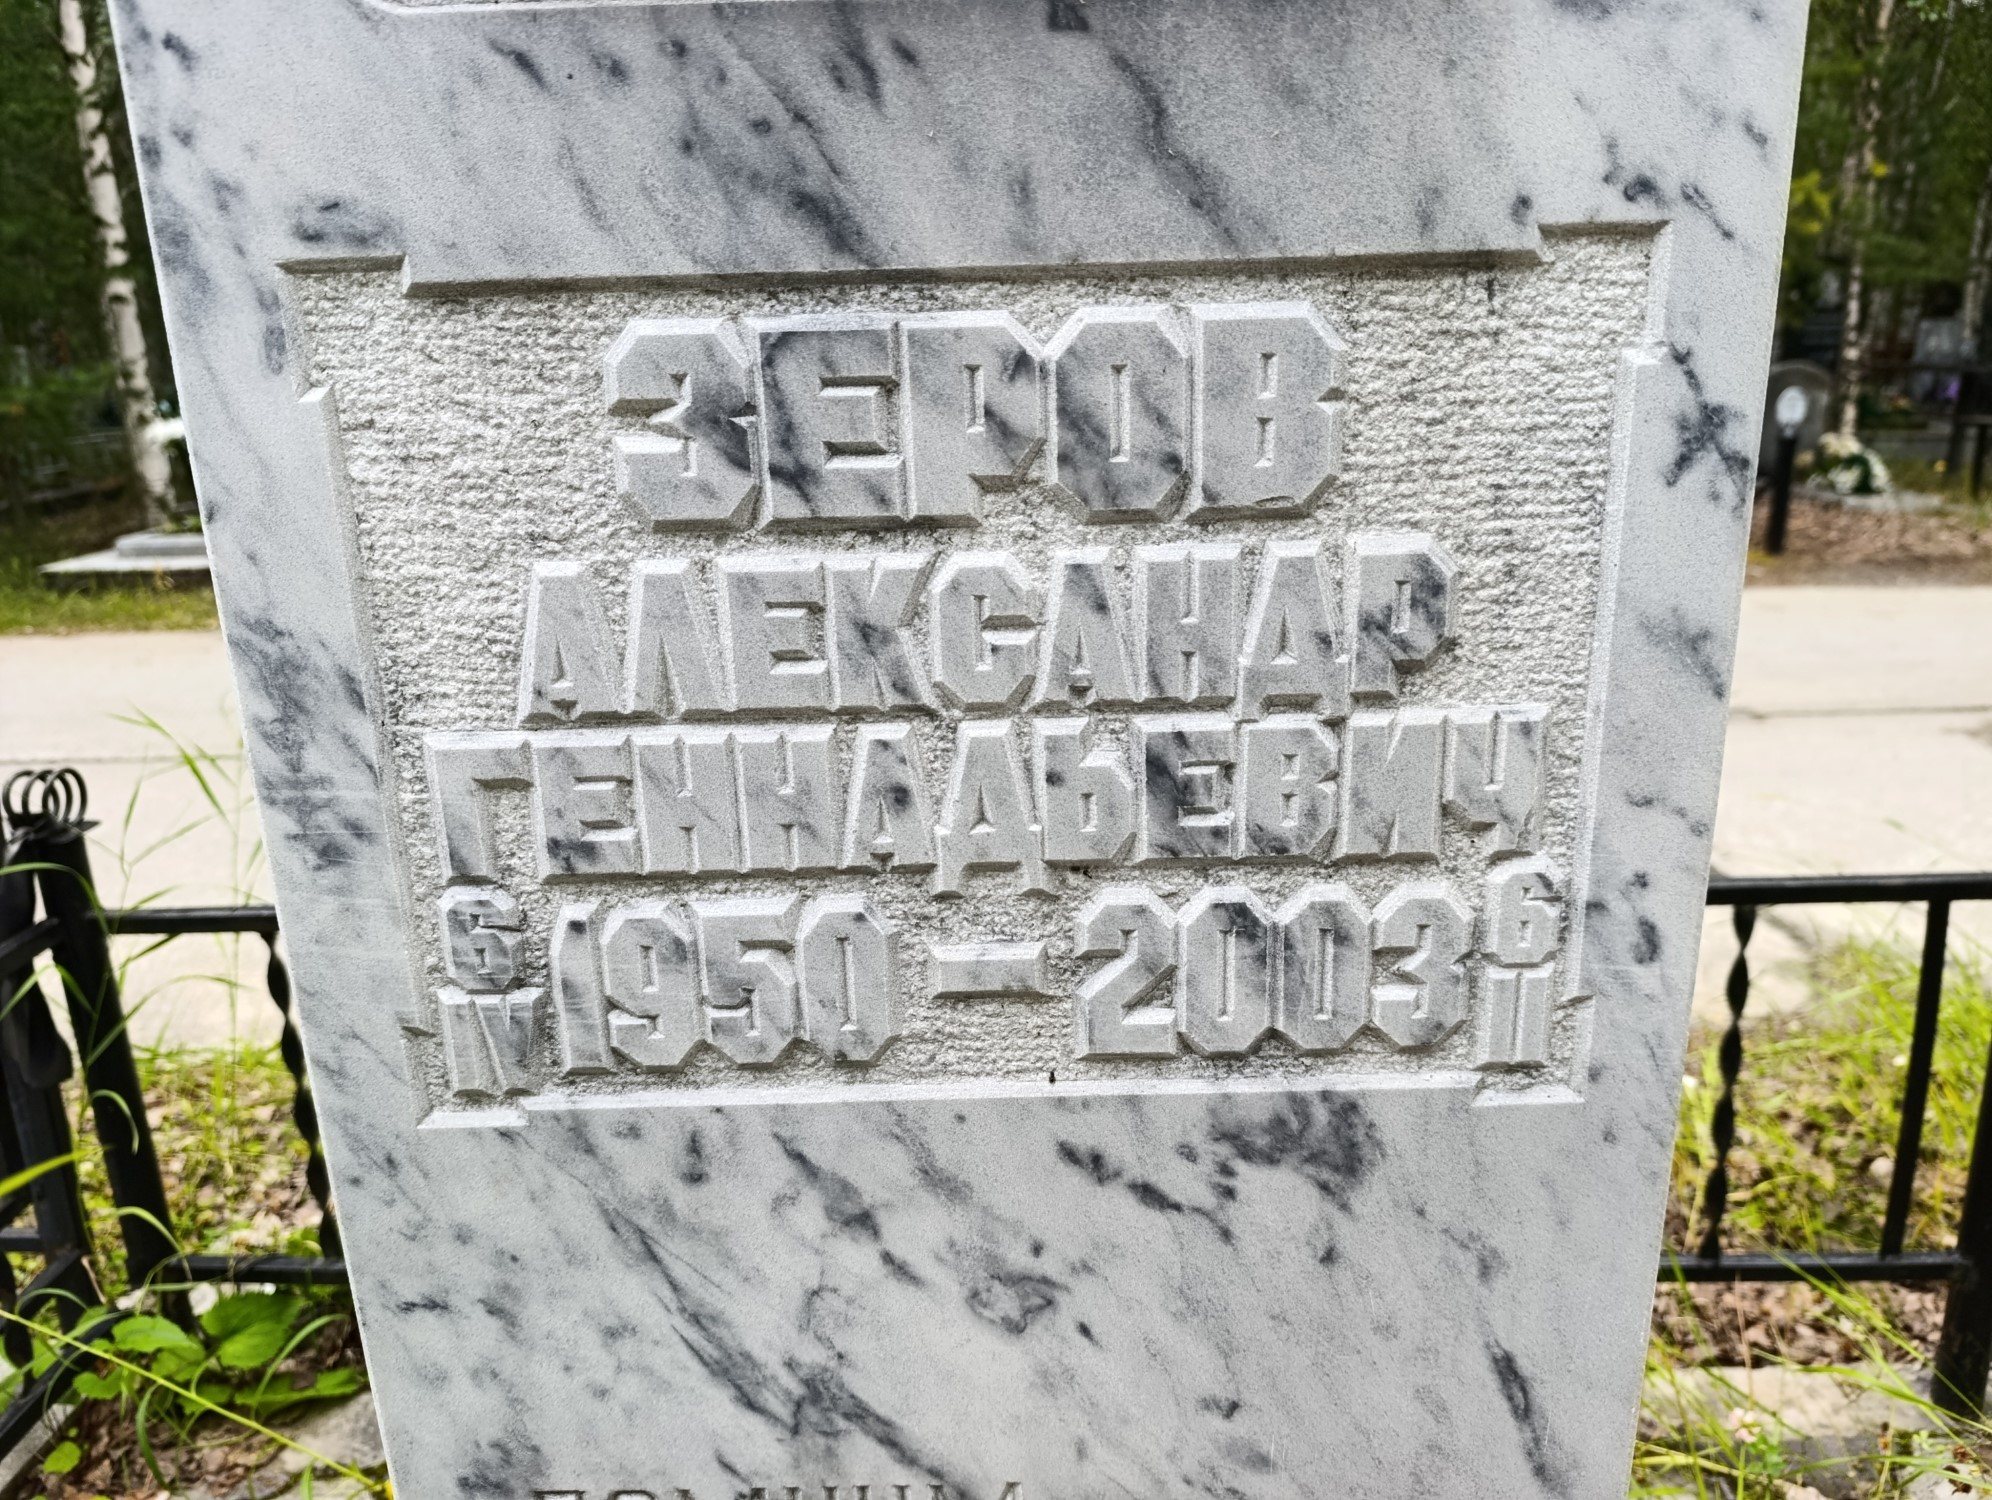 ЗЕРОВ
АЛЕКСАНДР
ГЕННАДЬЕВИЧ
6 IV 1950 — 2003 6 II